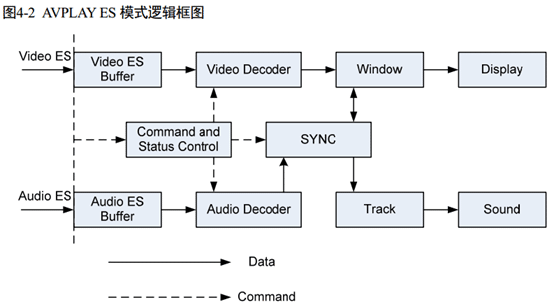 图4-2 AVPLAY ES 模式逻辑框图
Video ES
Video ES
Buffer
Video Decoder
Window
Display
Command and
Status Control
SYNC
Audio ES
Audio ES
Buffer
Audio Decoder
Track
Sound
Data
Command